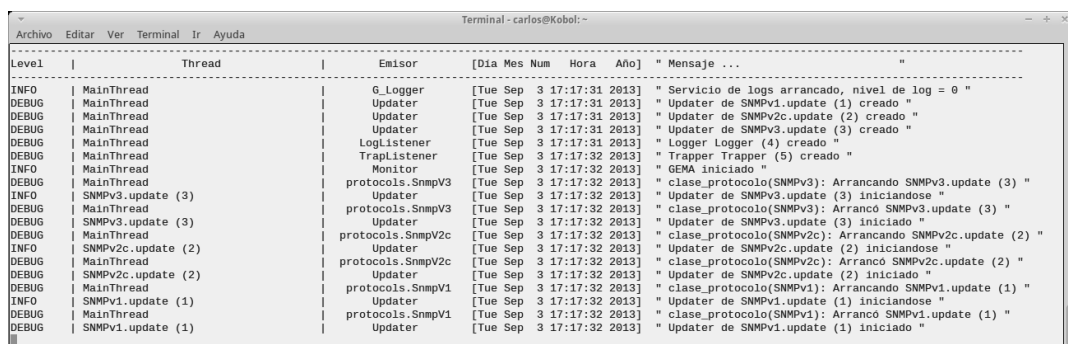 Terminal - carlos@Kobol: ~
Archivo Editar Ver Terminal Ir Ayuda
Level | Thread | Emisor [Día Mes Num Hora Año] " Mensaje ... "
INFO | MainThread | G_Logger [Tue Sep 3 17:17:31 2013] " Servicio de logs arrancado, nivel de log = 0 "
DEBUG | MainThread | Updater [Tue Sep 3 17:17:31 2013] " Updater de SNMPv1.update (1) creado "
DEBUG | MainThread | Updater [Tue Sep 3 17:17:31 2013] " Updater de SNMPv2c.update (2) creado "
DEBUG | MainThread | Updater [Tue Sep 3 17:17:31 2013] " Updater de SNMPv3.update (3) creado "
DEBUG | MainThread | LogListener [Tue Sep 3 17:17:31 2013] " Logger Logger (4) creado "
DEBUG | MainThread | TrapListener [Tue Sep 3 17:17:32 2013] " Trapper Trapper (5) creado "
INFO | MainThread | Monitor [Tue Sep 3 17:17:32 2013] " GEMA iniciado "
DEBUG | MainThread | protocols.SnmpV3 [Tue Sep 3 17:17:32 2013] " clase_protocolo(SNMPv3): Arrancando SNMPv3.update (3) "
INFO | SNMPv3.update (3) | Updater [Tue Sep 3 17:17:32 2013] " Updater de SNMPv3.update (3) iniciandose "
DEBUG | MainThread | protocols.SnmpV3 [Tue Sep 3 17:17:32 2013] " clase_protocolo(SNMPv3): Arrancó SNMPv3.update (3) "
DEBUG | SNMPv3.update (3) | Updater [Tue Sep 3 17:17:32 2013] " Updater de SNMPv3.update (3) iniciado "
DEBUG | MainThread | protocols.SnmpV2c [Tue Sep 3 17:17:32 2013] " clase_protocolo(SNMPv2c): Arrancando SNMPv2c.update (2) "
INFO | SNMPv2c.update (2) | Updater [Tue Sep 3 17:17:32 2013] " Updater de SNMPv2c.update (2) iniciandose "
DEBUG | MainThread | protocols.SnmpV2c [Tue Sep 3 17:17:32 2013] " clase_protocolo(SNMPv2c): Arrancó SNMPv2c.update (2) "
DEBUG | SNMPv2c.update (2) | Updater [Tue Sep 3 17:17:32 2013] " Updater de SNMPv2c.update (2) iniciado "
DEBUG | MainThread | protocols.SnmpV1 [Tue Sep 3 17:17:32 2013] " clase_protocolo(SNMPv1): Arrancando SNMPv1.update (1) "
INFO | SNMPv1.update (1) | Updater [Tue Sep 3 17:17:32 2013] " Updater de SNMPv1.update (1) iniciandose "
DEBUG | MainThread | protocols.SnmpV1 [Tue Sep 3 17:17:32 2013] " clase_protocolo(SNMPv1): Arrancó SNMPv1.update (1) "
DEBUG | SNMPv1.update (1) | Updater [Tue Sep 3 17:17:32 2013] " Updater de SNMPv1.update (1) iniciado "